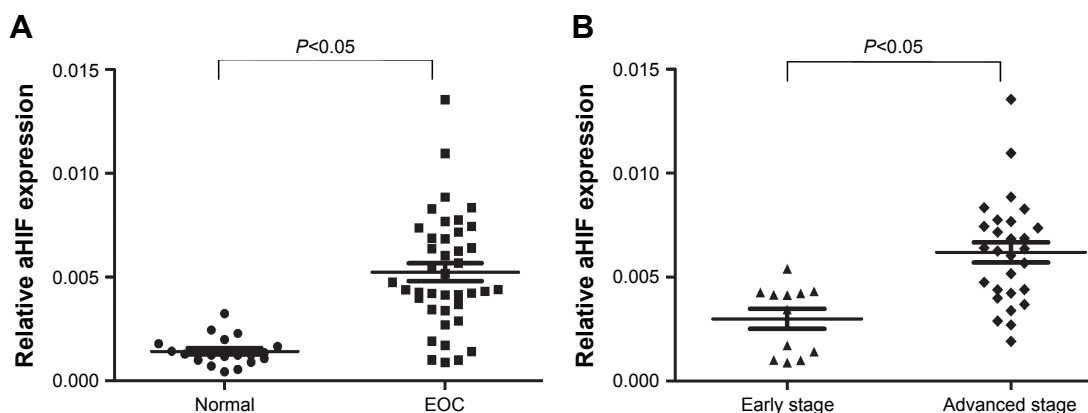 A
P<0.05
Relative aHIF expression
0.015
0.010
0.005
0.000
Normal
EOC
B
P<0.05
Relative aHIF expression
0.015
0.010
0.005
0.000
Early stage
Advanced stage